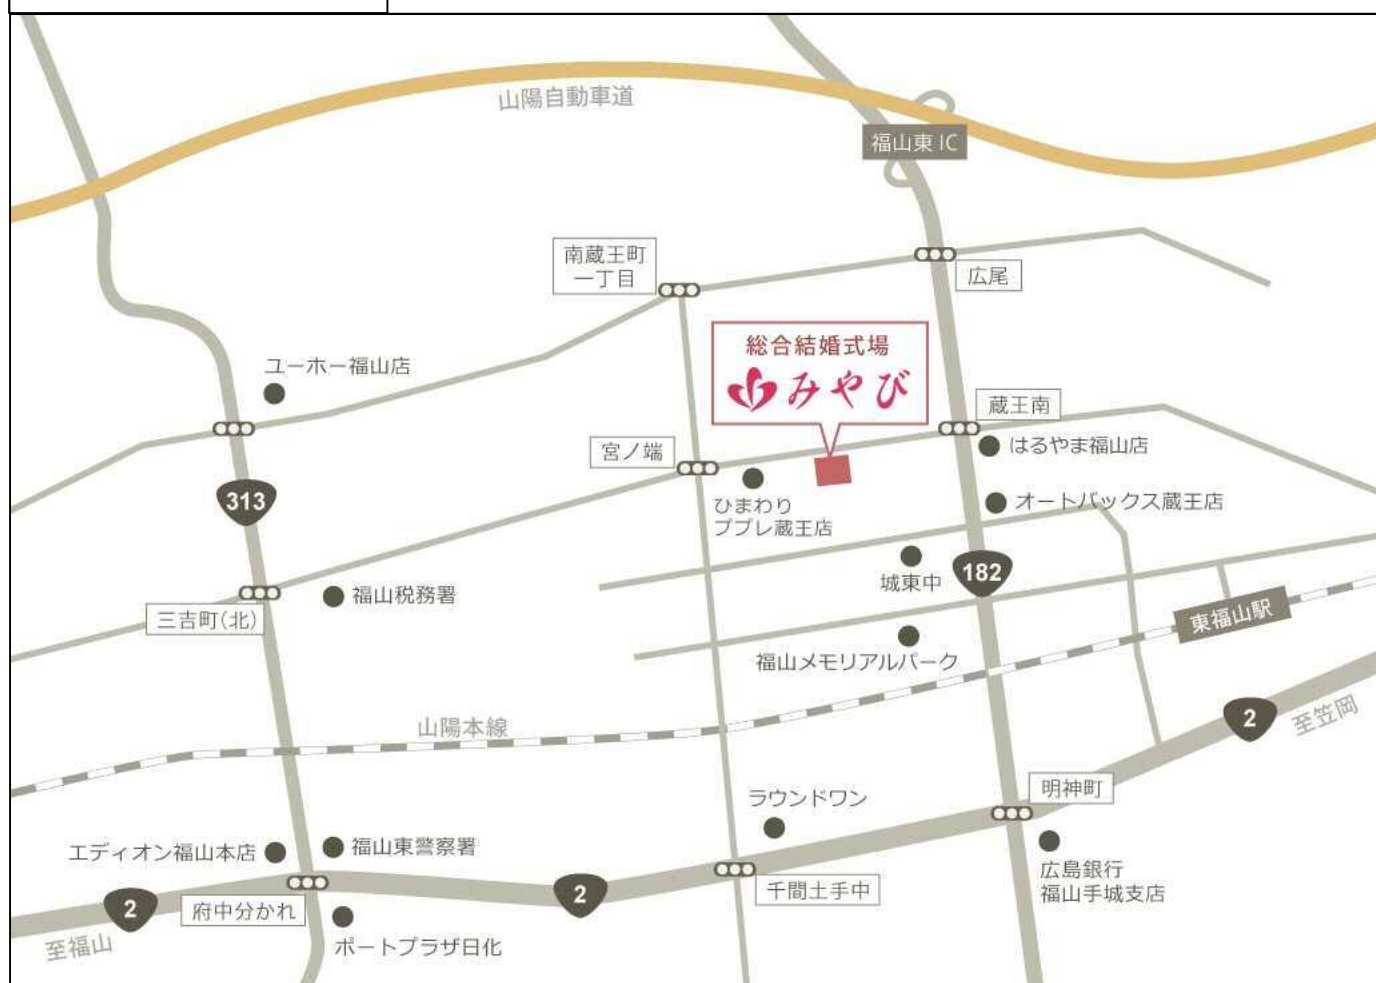 山陽自動車道
福山東IC
南蔵王町
一丁目
広尾
総合結婚式場
みやび
ユーホー福山店
蔵王南
はるやま福山店
宮ノ端
ひまわり
ププレ蔵王店
オートバックス蔵王店
313
城東中
182
福山税務署
三吉町(北)
東福山駅
福山メモリアルパーク
山陽本線
2
至笠岡
明神町
ラウンドワン
エディオン福山本店
福山東警察署
広島銀行
福山手城支店
千間土手中
2
府中分かれ
2
至福山
ポートプラザ日化